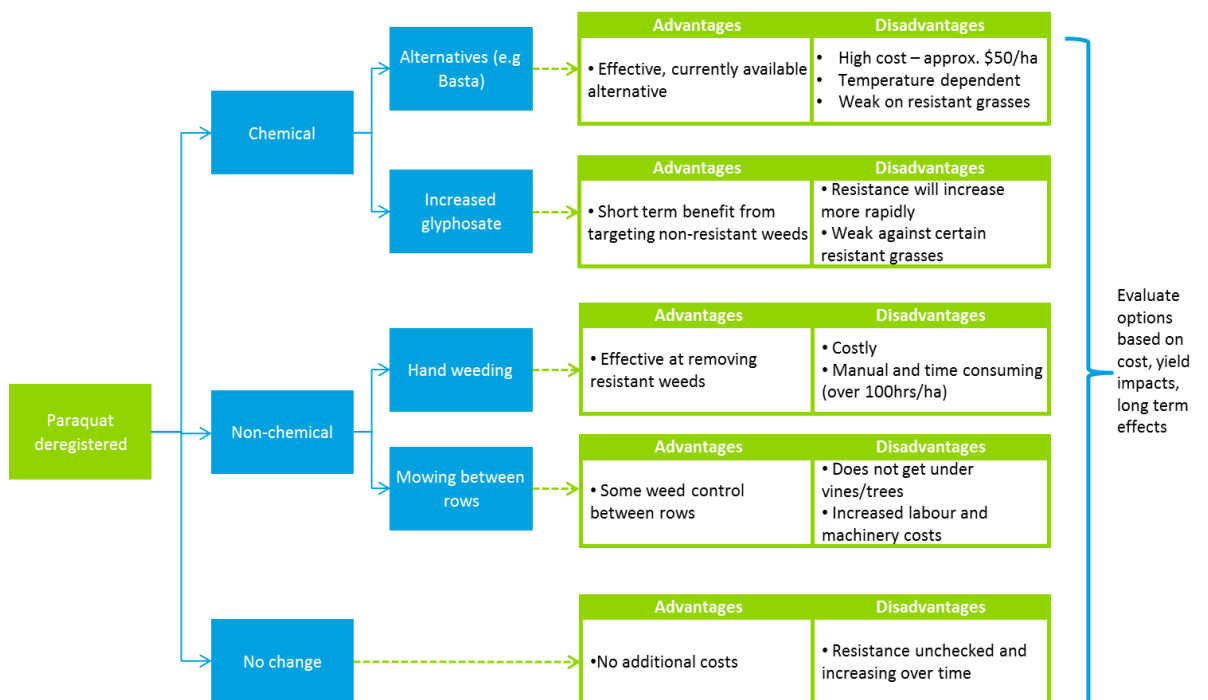 Advantages
Disadvantages
Alternatives (e.g
Basta)
• Effective, currently available
alternative
• High cost – approx. $50/ha
• Temperature dependent
• Weak on resistant grasses
Chemical
Advantages
Disadvantages
Increased
glyphosate
• Short term benefit from
targeting non-resistant weeds
• Resistance will increase
more rapidly
• Weak against certain
resistant grasses
Advantages
Disadvantages
Hand weeding
• Effective at removing
resistant weeds
• Costly
• Manual and time consuming
(over 100hrs/ha)
Paraquat
deregistered
Non-chemical
Advantages
Disadvantages
Mowing between
rows
• Some weed control
between rows
• Does not get under
vines/trees
• Increased labour and
machinery costs
Advantages
Disadvantages
No change
•No additional costs
• Resistance unchecked and
increasing over time
Evaluate
options
based on
cost, yield
impacts,
long term
effects